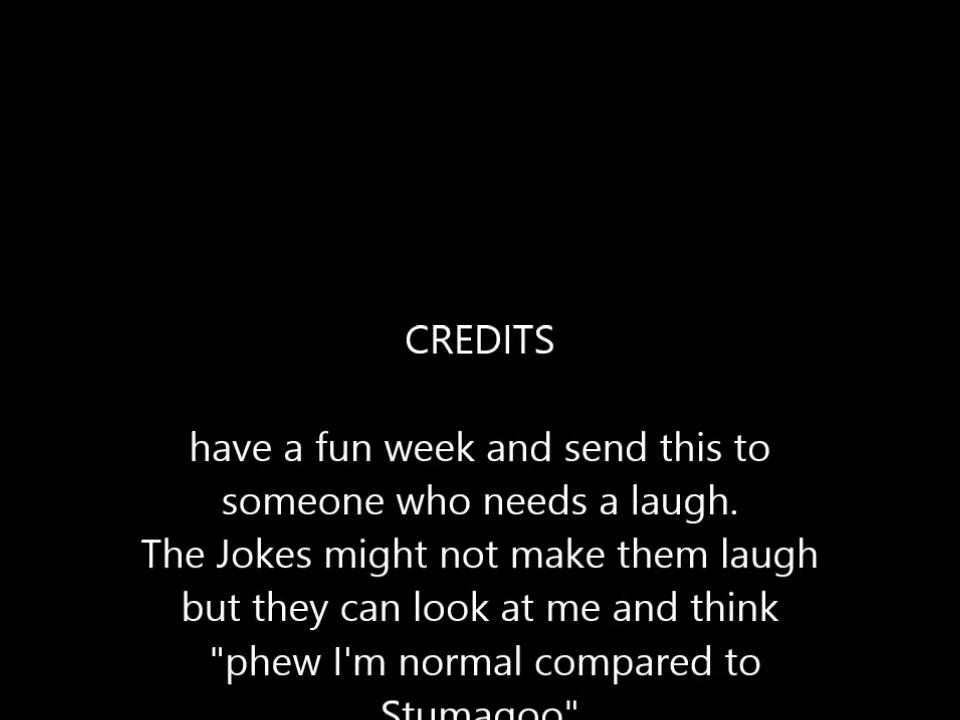 CREDITS
have a fun week and send this to
someone who needs a laugh.
The Jokes might not make them laugh
but they can look at me and think
"phew I'm normal compared to
Stumagoo"